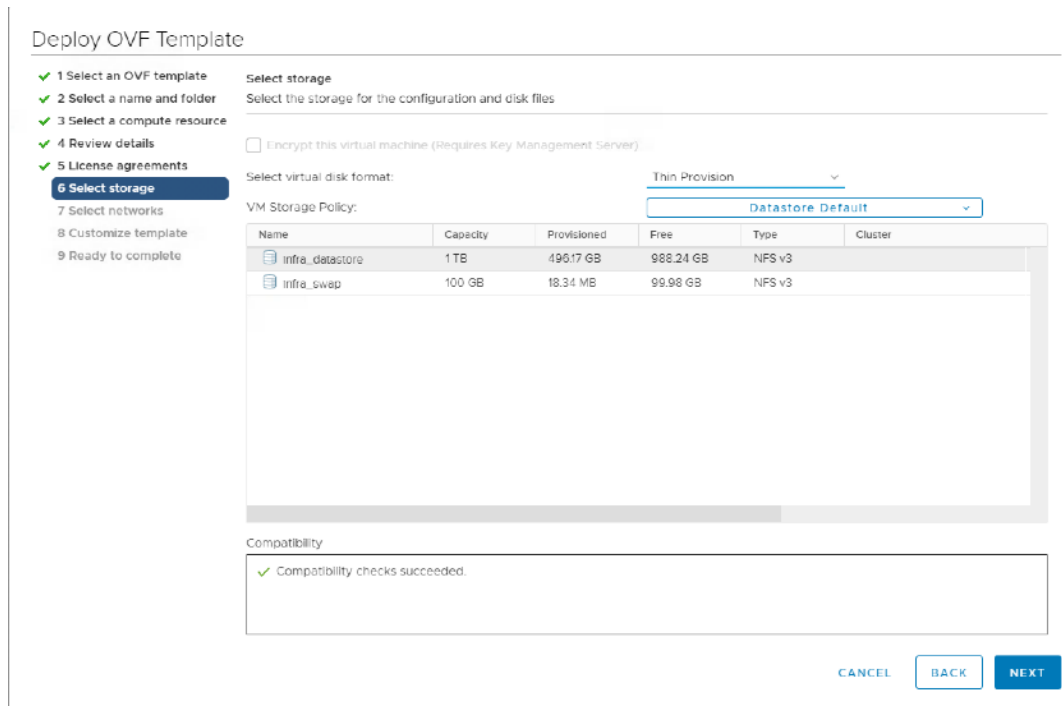 Deploy OVF Template
1 Select an OVF template
2 Select a name and folder
3 Select a compute resource
4 Review details
5 License agreements
6 Select storage
7 Select networks
8 Customize template
9 Ready to complete
Select storage
Select the storage for the configuration and disk files
Encrypt this virtual machine (Requires Key Management Server)
Select virtual disk format: Thin Provision
VM Storage Policy: Datastore Default
Name Capacity Provisioned Free Type Cluster
infra_datastore 1 TB 496.17 GB 988.24 GB NFS v3
infra_swap 100 GB 18.34 MB 99.98 GB NFS v3
Compatibility
Compatibility checks succeeded.
CANCEL BACK NEXT